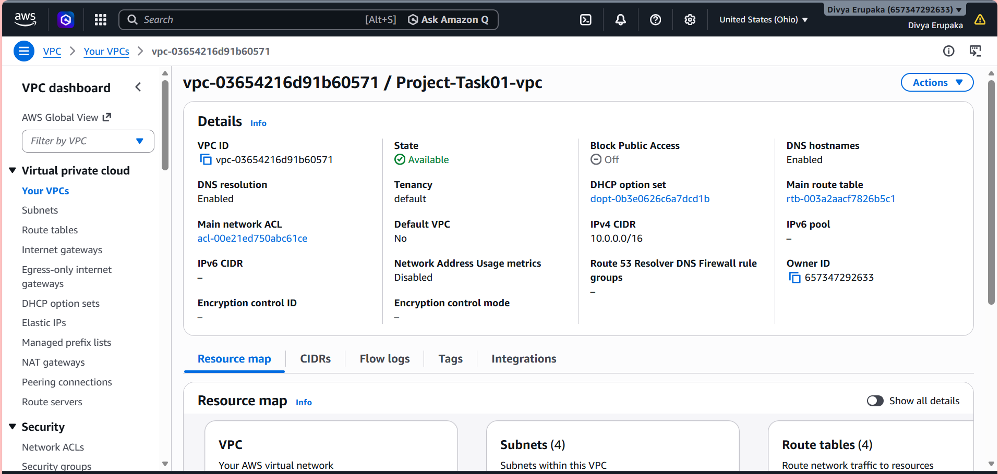 aws
Search [Alt+S] Ask Amazon Q
United States (Ohio)
Divya Erupaka (657347292633)
Divya Erupaka
VPC
Your VPCs
vpc-03654216d91b60571
VPC dashboard
AWS Global View
Filter by VPC
Virtual private cloud
Your VPCs
Subnets
Route tables
Internet gateways
Egress-only internet
gateways
DHCP option sets
Elastic IPs
Managed prefix lists
NAT gateways
Peering connections
Route servers
Security
Network ACLs
Security groups
vpc-03654216d91b60571 / Project-Task01-vpc
Actions
Details Info
VPC ID
vpc-03654216d91b60571
State
Available
Block Public Access
Off
DNS hostnames
Enabled
DNS resolution
Enabled
Tenancy
default
DHCP option set
dopt-0b3e0626c6a7dcd1b
Main route table
rtb-003a2aacf7826b5c1
Main network ACL
acl-00e21ed750abc61ce
Default VPC
No
IPv4 CIDR
10.0.0.0/16
IPv6 pool
–
IPv6 CIDR
–
Network Address Usage metrics
Disabled
Route 53 Resolver DNS Firewall rule
groups
–
Owner ID
657347292633
Encryption control ID
–
Encryption control mode
–
Resource map
CIDRs
Flow logs
Tags
Integrations
Resource map Info
Show all details
VPC
Your AWS virtual network
Subnets (4)
Subnets within this VPC
Route tables (4)
Route network traffic to resources